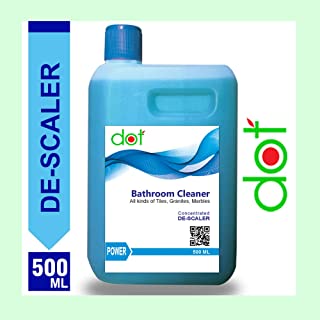 DE-SCALER
500
ML
dot
Bathroom Cleaner
All kinds of Tiles, Granites, Marbles
Concentrated
DE-SCALER
POWER
500 ML
dot